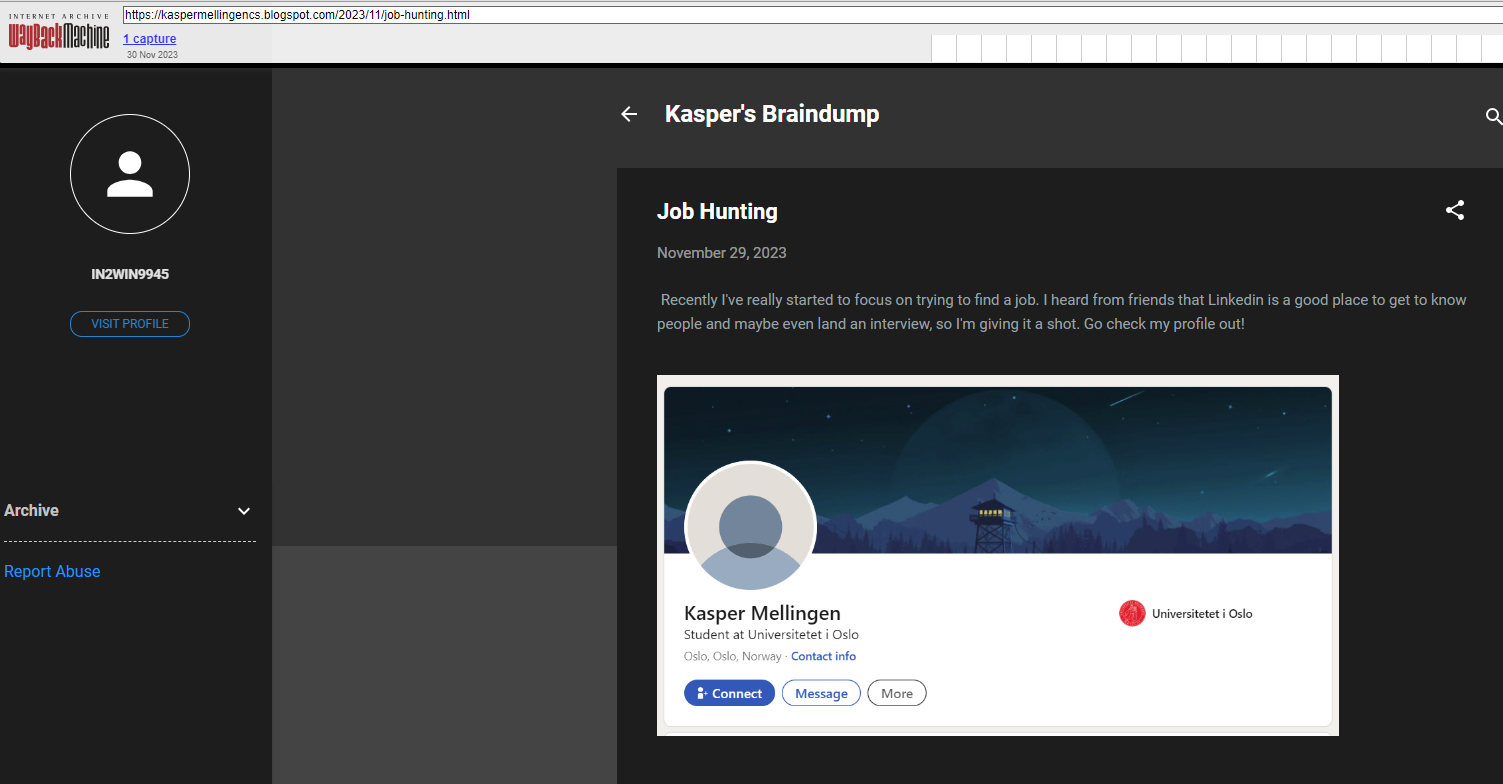 INTERNET ARCHIVE
WayBackMachine
https://kaspermellingencs.blogspot.com/2023/11/job-hunting.html
1 capture
30 Nov 2023
Kasper's Braindump
IN2WIN9945
VISIT PROFILE
Archive
Report Abuse
Job Hunting
November 29, 2023
Recently I've really started to focus on trying to find a job. I heard from friends that Linkedin is a good place to get to know
people and maybe even land an interview, so I'm giving it a shot. Go check my profile out!
Kasper Mellingen
Universitetet i Oslo
Student at Universitetet i Oslo
Oslo, Oslo, Norway · Contact info
Connect Message More